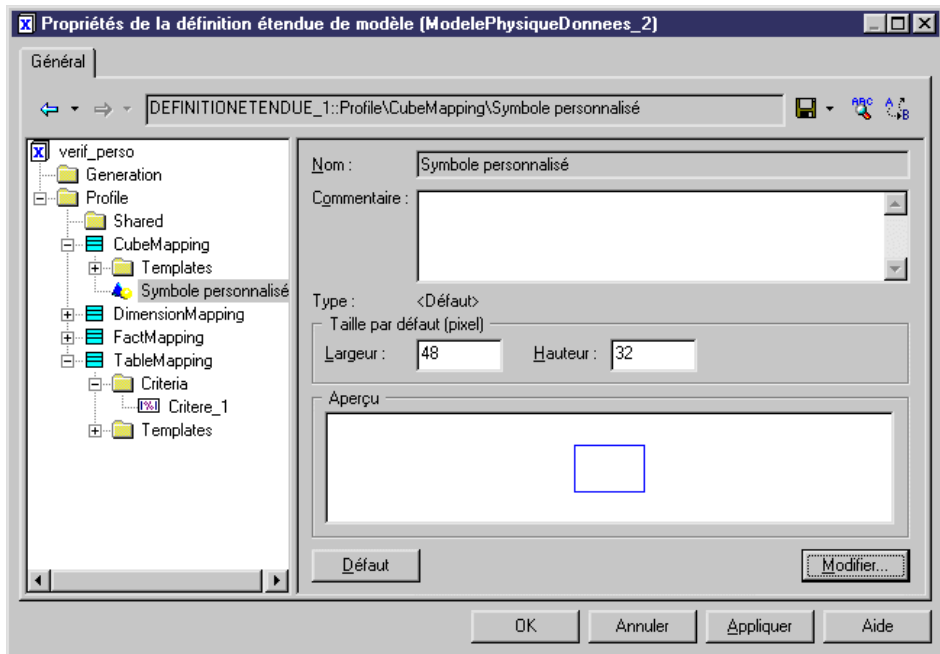 Propriétés de la définition étendue de modèle (ModelePhysiqueDonnees_2)
Général
DEFINITIONETENDUE_1::Profile\CubeMapping\Symbole personnalisé
verif_perso
Generation
Profile
Shared
CubeMapping
Templates
Symbole personnalisé
DimensionMapping
FactMapping
TableMapping
Criteria
Critere_1
Templates
Nom : Symbole personnalisé
Commentaire :
Type : <Défaut>
Taille par défaut (pixel)
Largeur : 48 Hauteur : 32
Aperçu
Défaut Modifier...
OK Annuler Appliquer Aide